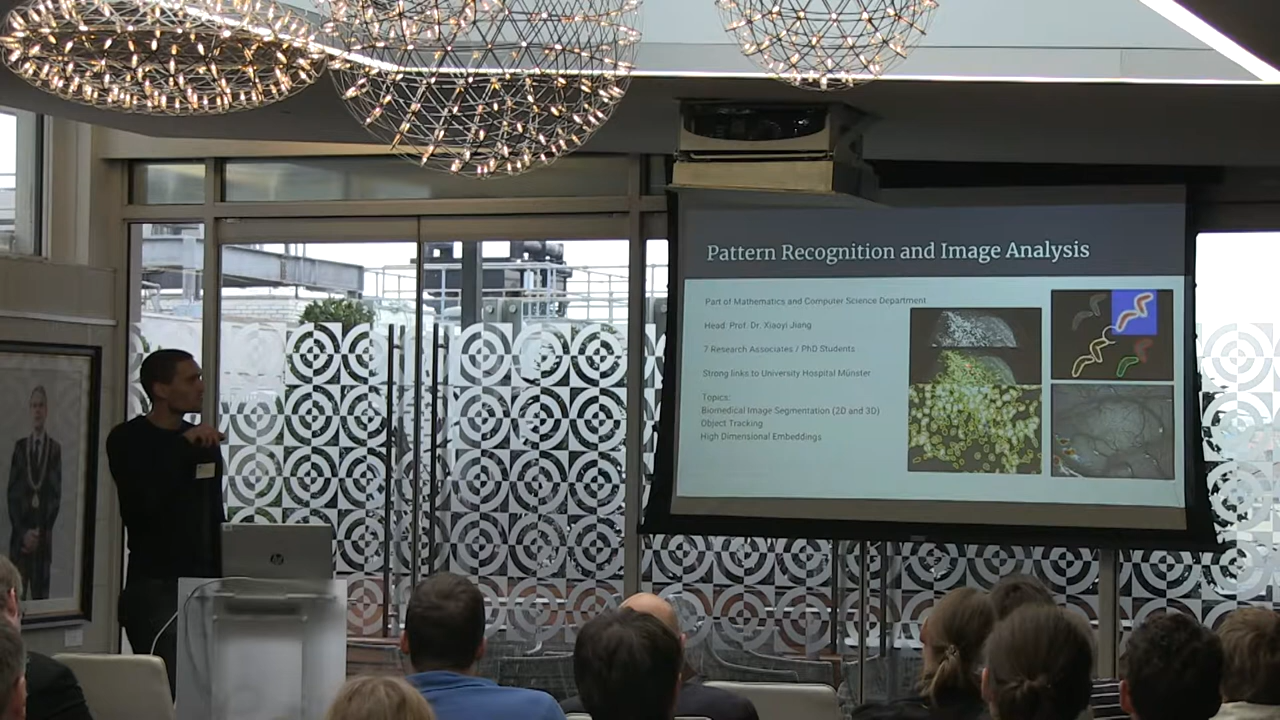 Pattern Recognition and Image Analysis
Part of Mathematics and Computer Science Department
Head: Prof. Dr. Xiaoyi Jiang
7 Research Associates / PhD Students
Strong links to University Hospital Münster
Topics:
Biomedical Image Segmentation (2D and 3D)
Object Tracking
High Dimensional Embeddings
hp